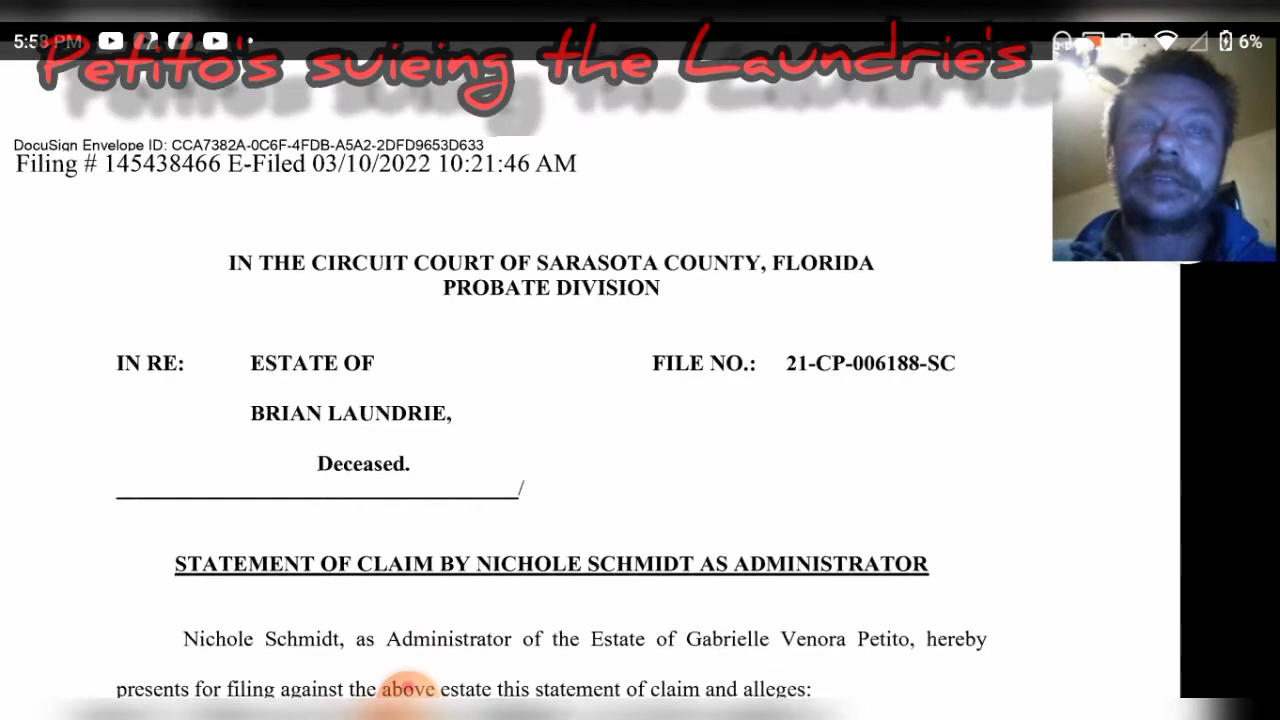 5:58 PM
6%
Petito's suieing the Laundrie's
DocuSign Envelope ID: CCA7382A-0C6F-4FDB-A5A2-2DFD9653D633
Filing # 145438466 E-Filed 03/10/2022 10:21:46 AM
IN THE CIRCUIT COURT OF SARASOTA COUNTY, FLORIDA
PROBATE DIVISION
IN RE: ESTATE OF FILE NO.: 21-CP-006188-SC
BRIAN LAUNDRIE,
Deceased.
/
STATEMENT OF CLAIM BY NICHOLE SCHMIDT AS ADMINISTRATOR
Nichole Schmidt, as Administrator of the Estate of Gabrielle Venora Petito, hereby
presents for filing against the above estate this statement of claim and alleges: